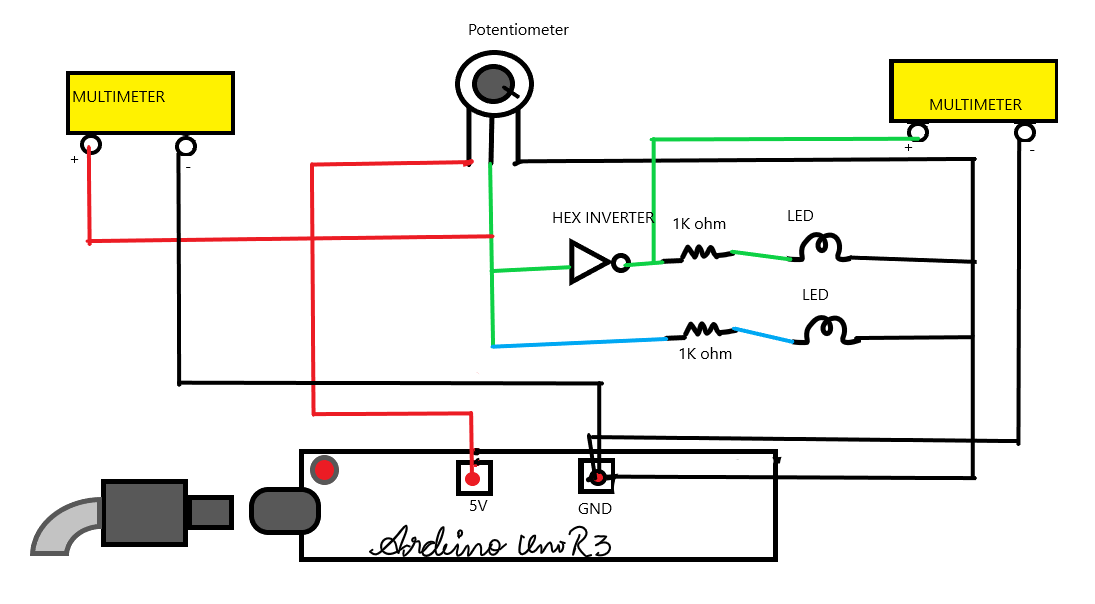 Potentiometer
MULTIMETER
MULTIMETER
+
-
+
-
HEX INVERTER
1K ohm
LED
LED
1K ohm
5V
GND
Arduino Uno R3